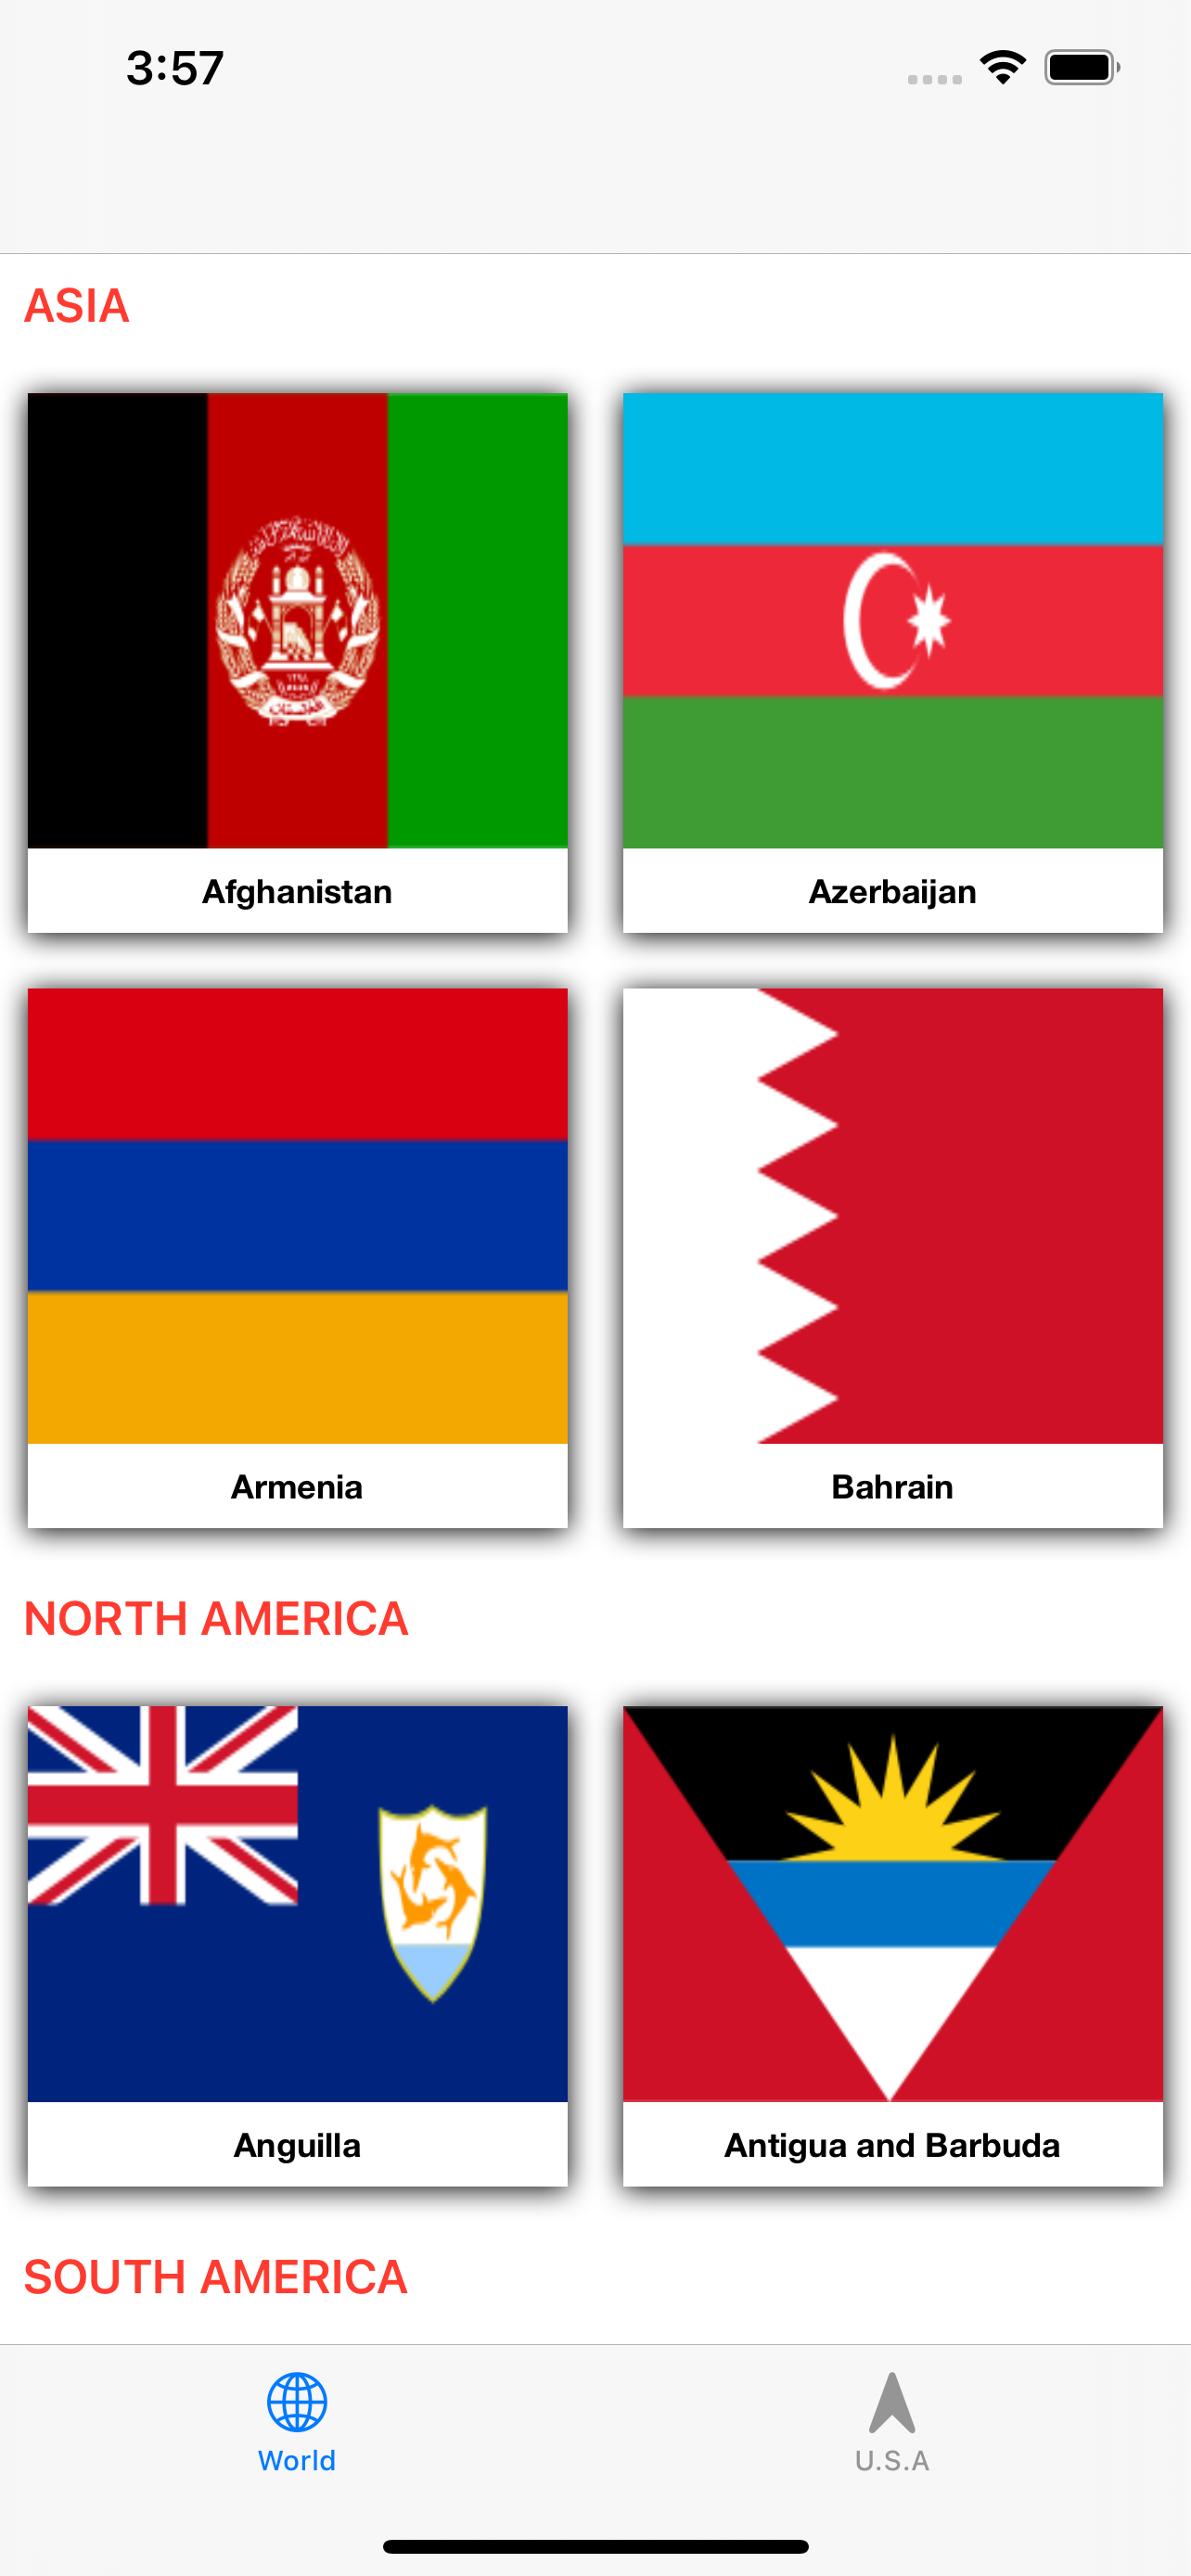 3:57
ASIA
Afghanistan
Azerbaijan
Armenia
Bahrain
NORTH AMERICA
Anguilla
Antigua and Barbuda
SOUTH AMERICA
World
U.S.A